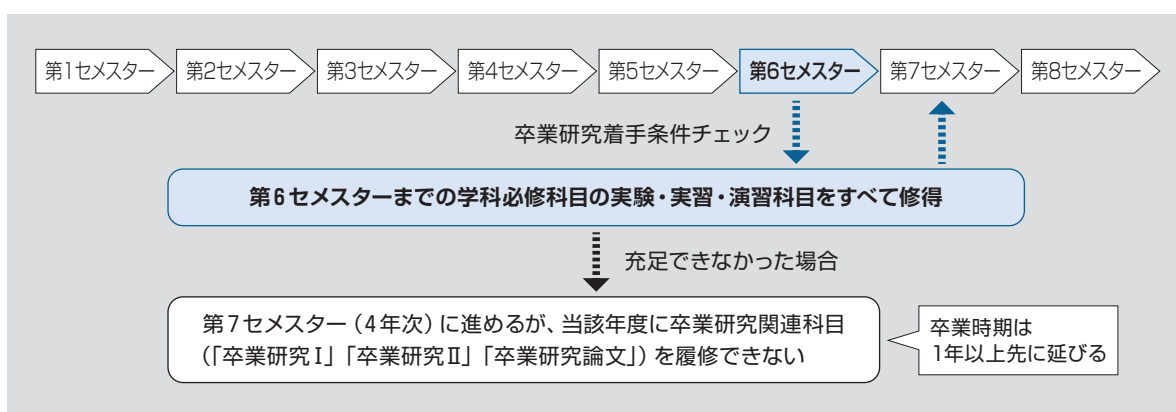 第1セメスター 第2セメスター 第3セメスター 第4セメスター 第5セメスター 第6セメスター 第7セメスター 第8セメスター
卒業研究着手条件チェック
第6セメスターまでの学科必修科目の実験・実習・演習科目をすべて修得
充足できなかった場合
第7セメスター(4年次)に進めるが、当該年度に卒業研究関連科目
(「卒業研究Ⅰ」「卒業研究Ⅱ」「卒業研究論文」)を履修できない
卒業時期は
1年以上先に延びる